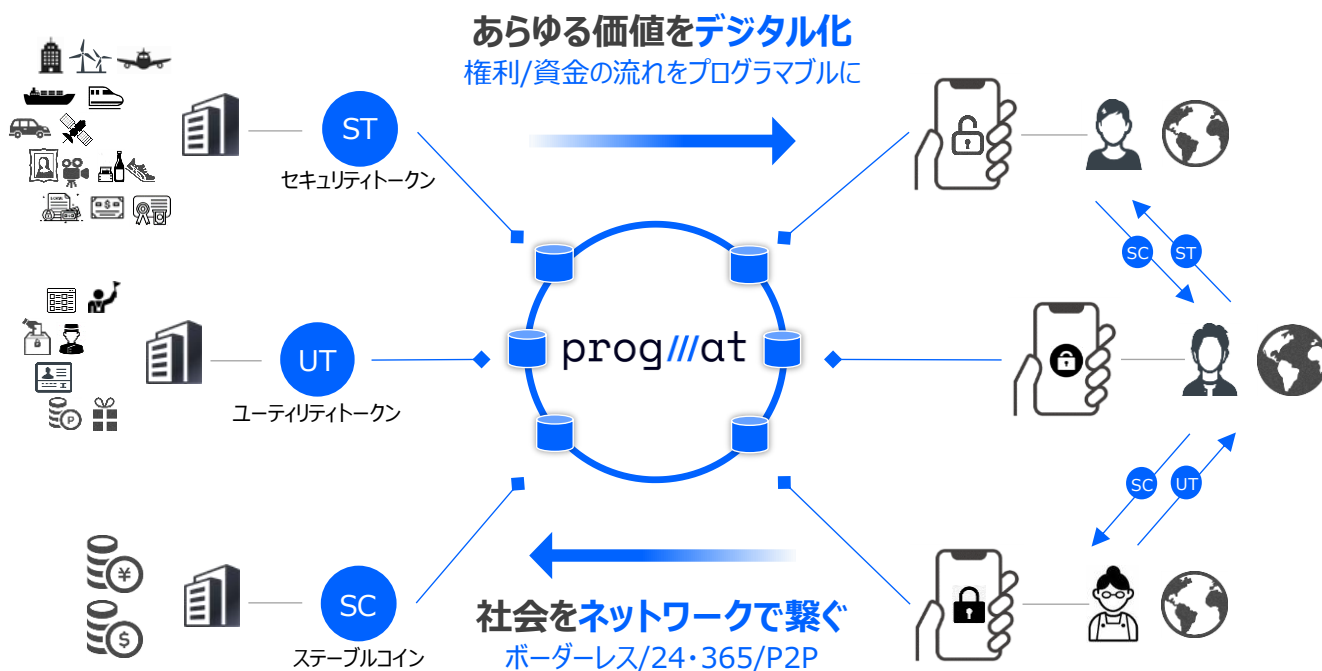 あらゆる価値をデジタル化
権利/資金の流れをプログラマブルに
ST
セキュリティトークン
SC
ST
progmat
UT
ユーティリティトークン
P
SC
UT
¥
$
SC
ステーブルコイン
社会をネットワークで繋ぐ
ボーダーレス/24・365/P2P